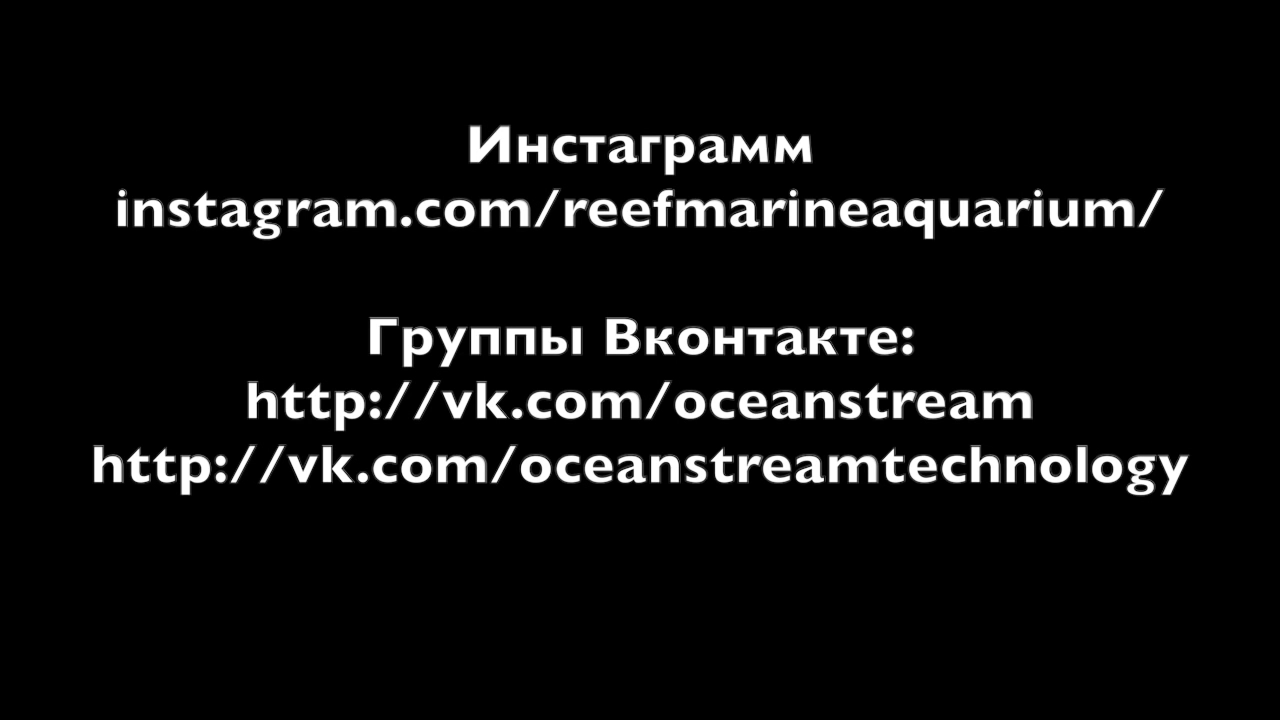 Инстаграмм
instagram.com/reefmarineaquarium/
Группы Вконтакте:
http://vk.com/oceanstream
http://vk.com/oceanstreamtechnology